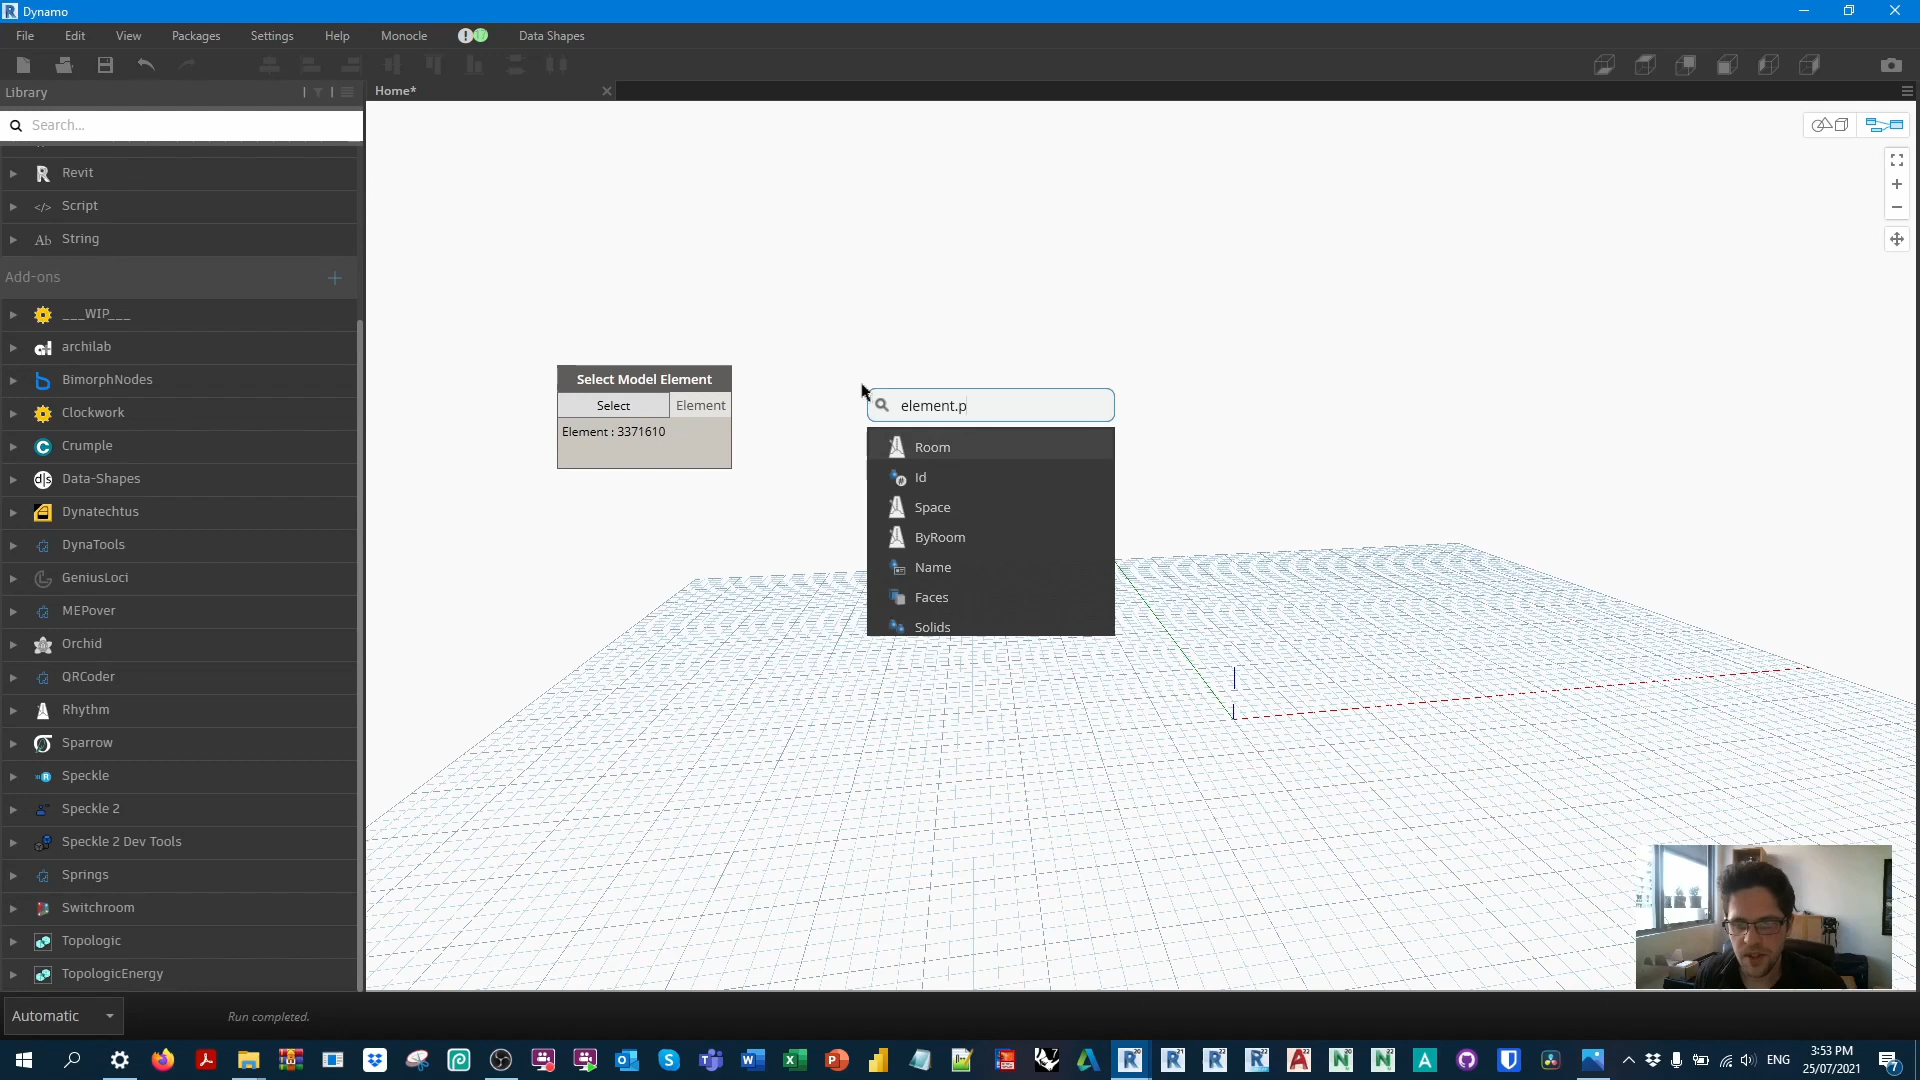 Dynamo
File Edit View Packages Settings Help Monocle Data Shapes
Library
Home*
Search...
Revit
Script
String
Add-ons
___WIP___
archilab
BimorphNodes
Clockwork
Crumple
Data-Shapes
Dynatechtus
DynaTools
GeniusLoci
MEPover
Orchid
QRCoder
Rhythm
Sparrow
Speckle
Speckle 2
Speckle 2 Dev Tools
Springs
Switchroom
Topologic
TopologicEnergy
Select Model Element
Select Element
Element : 3371610
element.p
Room
Id
Space
ByRoom
Name
Faces
Solids
Automatic
Run completed.
ENG
3:53 PM
25/07/2021